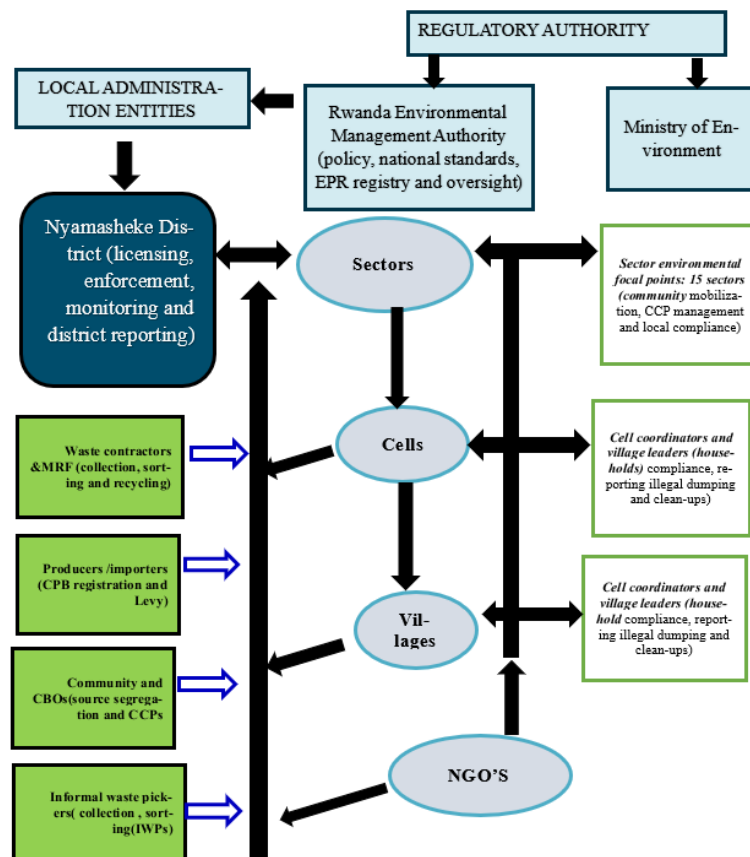 REGULATORY AUTHORITY
LOCAL ADMINISTRA-
TION ENTITIES
Rwanda Environmental
Management Authority
(policy, national standards,
EPR registry and oversight)
Ministry of En-
vironment
Nyamasheke Dis-
trict (licensing,
enforcement,
monitoring and
district reporting)
Sectors
Sector environmental
focal points: 15 sectors
(community mobiliza-
tion, CCP management
and local compliance)
Waste contractors
&MRF (collection, sort-
ing and recycling)
Cells
Cell coordinators and
village leaders (house-
holds) compliance, re-
porting illegal dumping
and clean-ups)
Producers /importers
(CPB registration and
Levy)
Vil-
lages
Cell coordinators and
village leaders (house-
hold compliance, report-
ing illegal dumping and
clean-ups)
Community and
CBOs(source segrega-
tion and CCPs
NGO'S
Informal waste pick-
ers( collection , sort-
ing(IWPs)